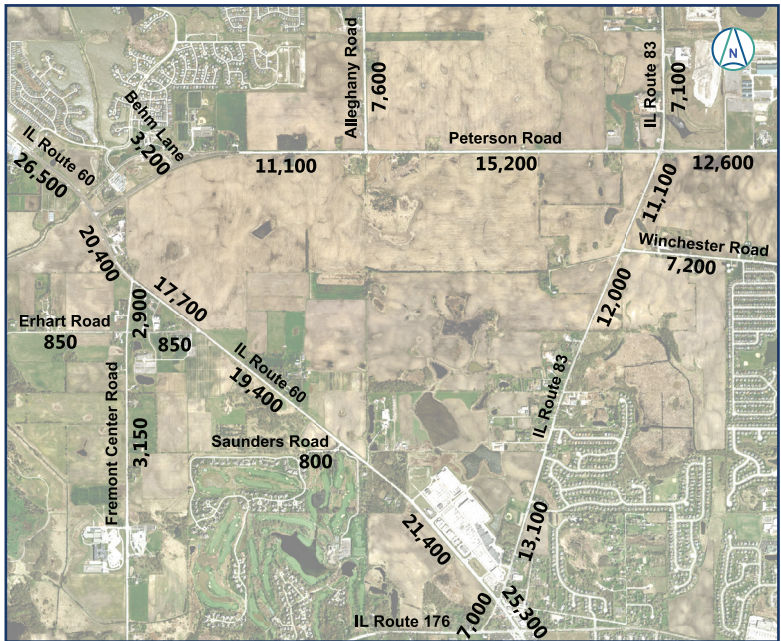 N
Alleghany Road
7,600
IL Route 83
7,100
Behm Lane
3,200
IL Route 60
26,500
Peterson Road
11,100
15,200
12,600
11,100
Winchester Road
7,200
20,400
17,700
2,900
12,000
Erhart Road
850
850
IL Route 60
19,400
IL Route 83
Fremont Center Road
3,150
Saunders Road
800
21,400
13,100
IL Route 176
7,000
25,300